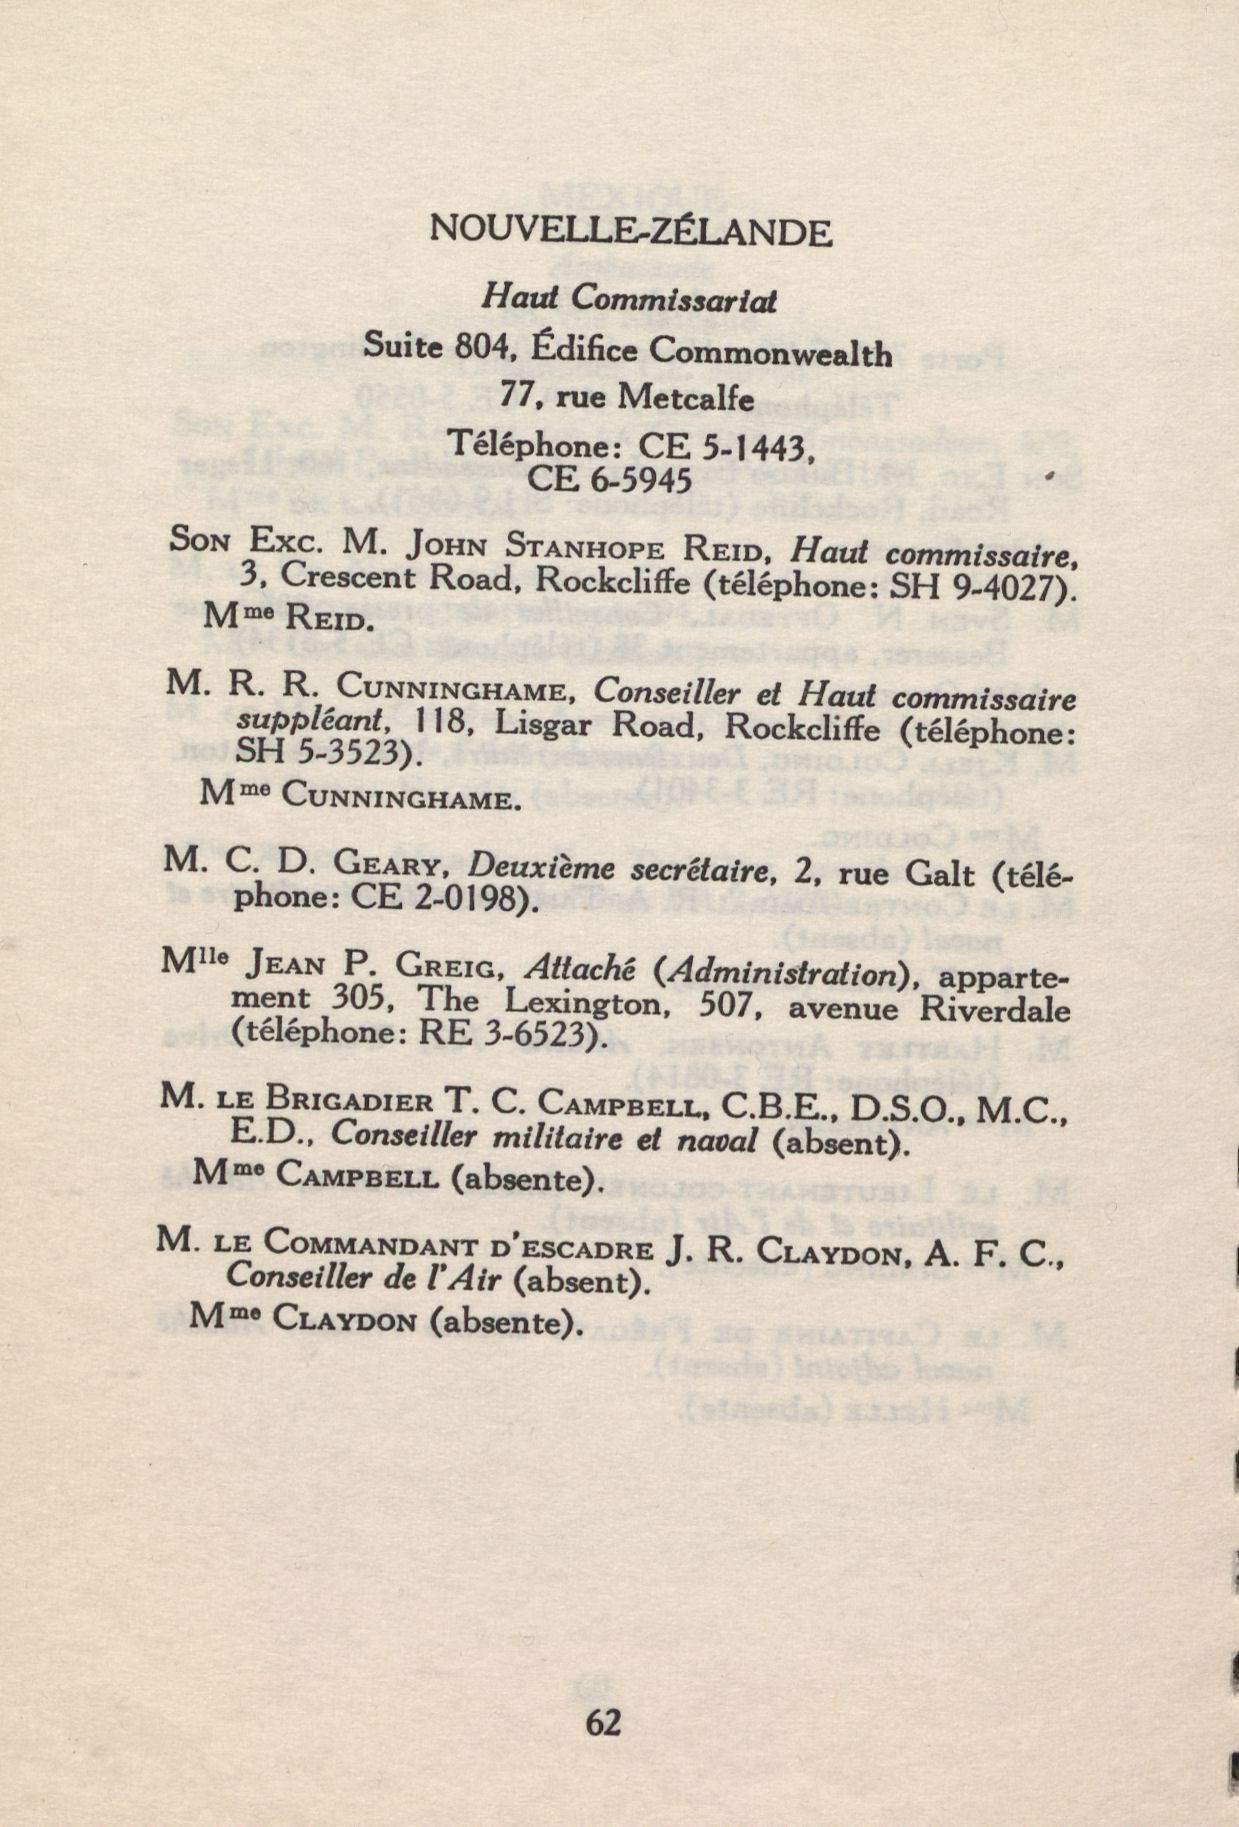 NOUVELLE-ZÉLANDE
Haut Commissariat
Suite 804, Édifice Commonwealth
77, rue Metcalfe
Téléphone: CE 5-1443,
CE 6-5945
SON EXC. M. JOHN STANHOPE REID, Haut commissaire,
3, Crescent Road, Rockcliffe (téléphone: SH 9-4027).
Mme REID.
M. R. R. CUNNINGHAME, Conseiller et Haut commissaire
suppléant, 118, Lisgar Road, Rockcliffe (téléphone:
SH 5-3523).
Mme CUNNINGHAME.
M. C. D. GEARY, Deuxième secrétaire, 2, rue Galt (télé-
phone: CE 2-0198).
Mlle JEAN P. GREIG, Attaché (Administration), apparte-
ment 305, The Lexington, 507, avenue Riverdale
(téléphone: RE 3-6523).
M. LE BRIGADIER T. C. CAMPBELL, C.B.E., D.S.O., M.C.,
E.D., Conseiller militaire et naval (absent).
Mme CAMPBELL (absente).
M. LE COMMANDANT D'ESCADRE J. R. CLAYDON, A. F. C.,
Conseiller de l'Air (absent).
Mme CLAYDON (absente).
62